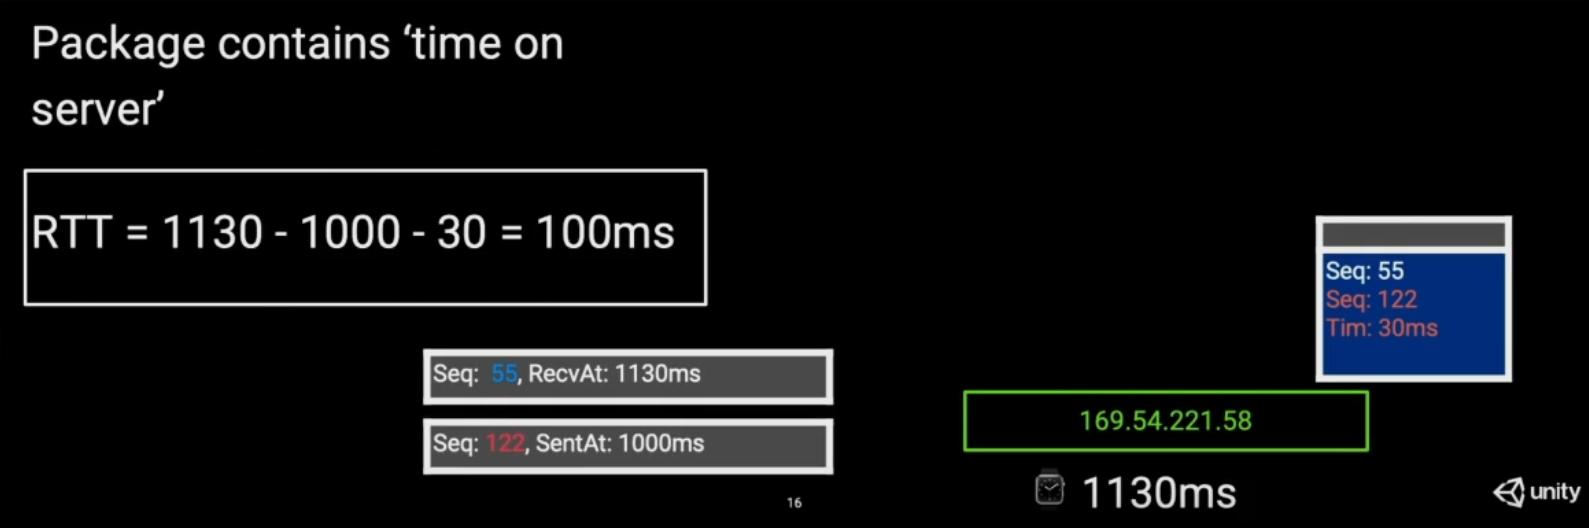 Package contains ‘time on
server’
RTT = 1130 - 1000 - 30 = 100ms
Seq: 55
Seq: 122
Tim: 30ms
Seq: 55, RecvAt: 1130ms
Seq: 122, SentAt: 1000ms
169.54.221.58
1130ms
16
unity